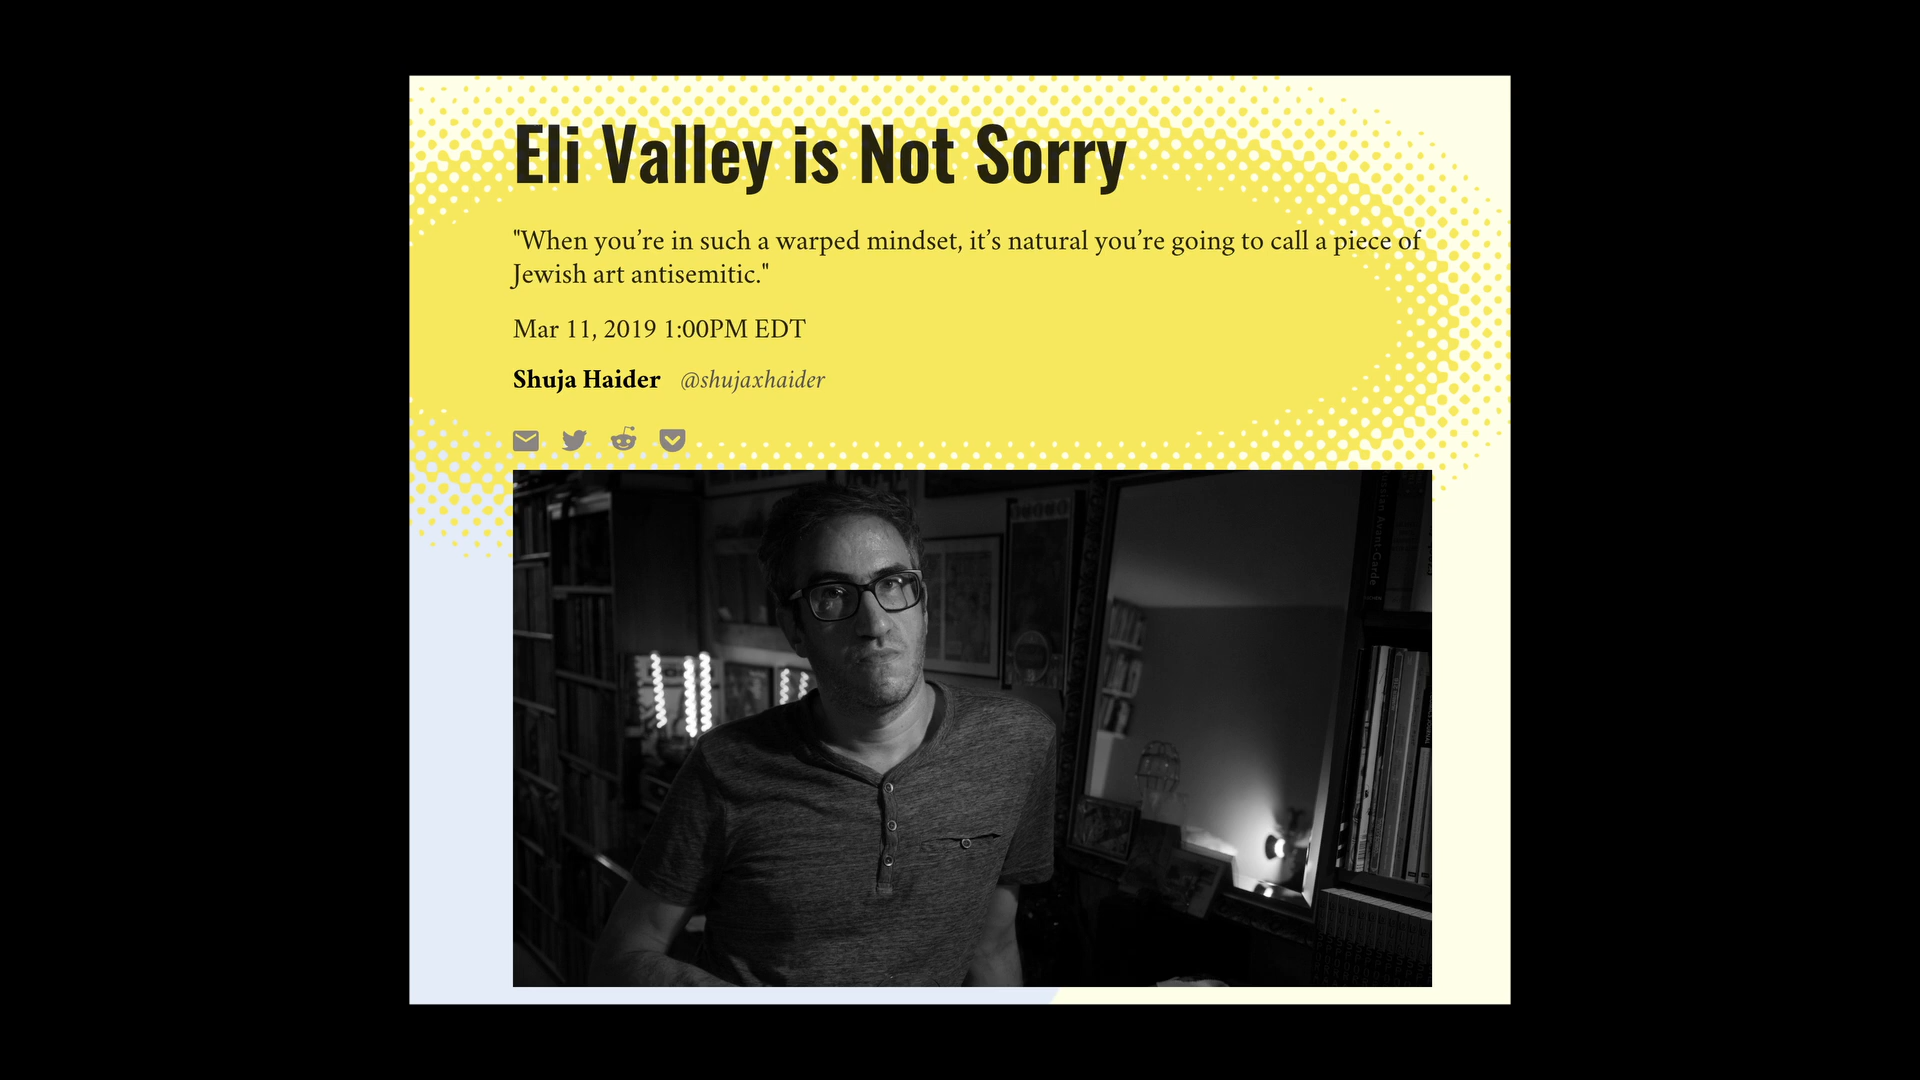 Eli Valley is Not Sorry
"When you’re in such a warped mindset, it’s natural you’re going to call a piece of
Jewish art antisemitic."
Mar 11, 2019 1:00PM EDT
Shuja Haider @shujaxhaider